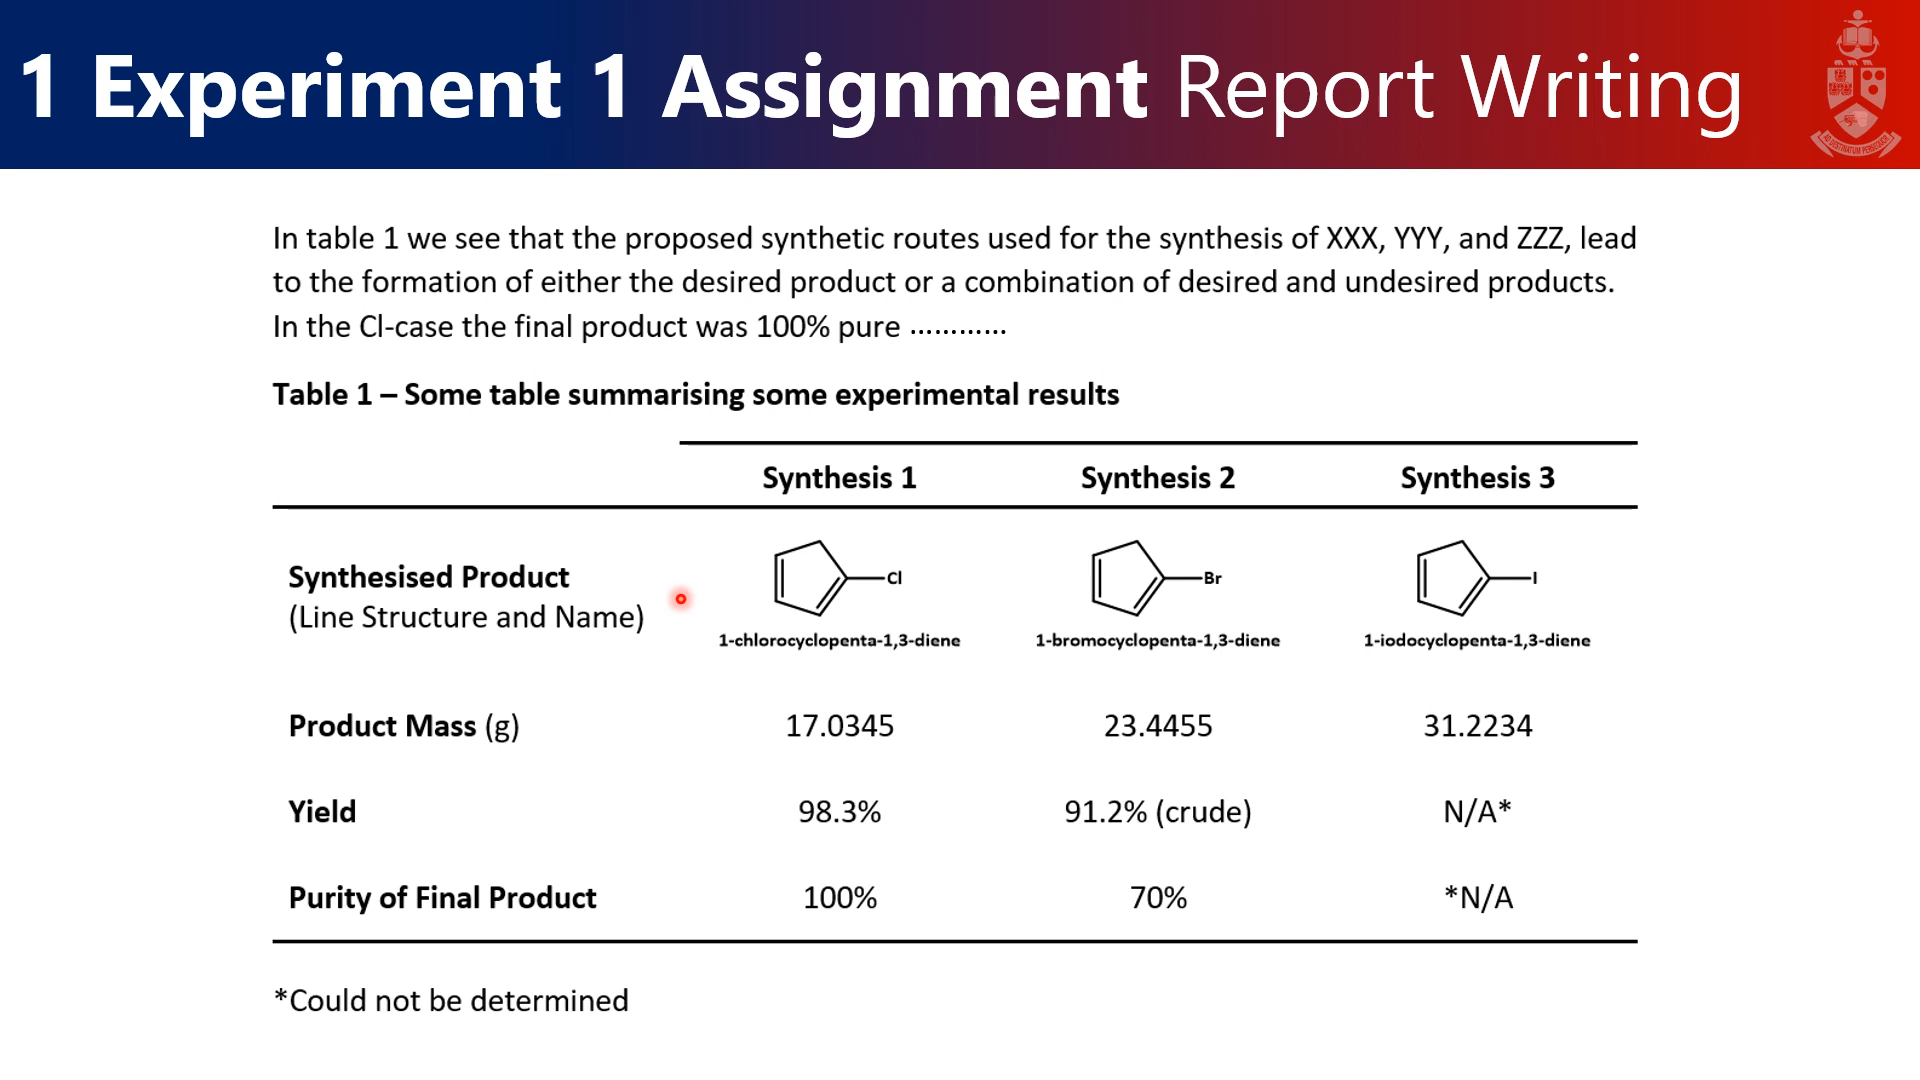 1 Experiment 1 Assignment Report Writing
AD DESTINATUM PERSEQUOR
In table 1 we see that the proposed synthetic routes used for the synthesis of XXX, YYY, and ZZZ, lead
to the formation of either the desired product or a combination of desired and undesired products.
In the Cl-case the final product was 100% pure …………
Table 1 – Some table summarising some experimental results
Synthesis 1 Synthesis 2 Synthesis 3
Synthesised Product
(Line Structure and Name)
Cl Br I
1-chlorocyclopenta-1,3-diene 1-bromocyclopenta-1,3-diene 1-iodocyclopenta-1,3-diene
Product Mass (g) 17.0345 23.4455 31.2234
Yield 98.3% 91.2% (crude) N/A*
Purity of Final Product 100% 70% *N/A
*Could not be determined